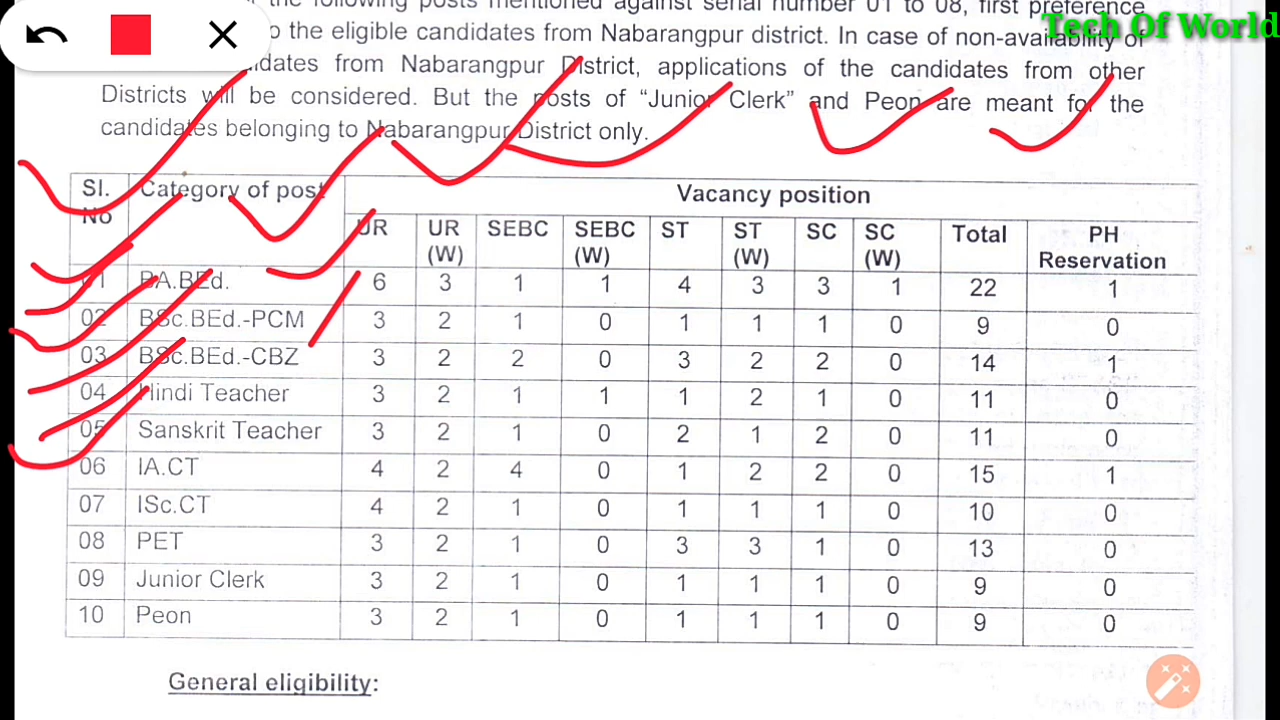 the following posts mentioned against serial number 01 to 08, first preference
Tech Of World
o the eligible candidates from Nabarangpur district. In case of non-availability of
idates from Nabarangpur District, applications of the candidates from other
Districts will be considered. But the posts of “Junior Clerk” and Peon are meant for the
candidates belonging to Nabarangpur District only.
Sl. No Category of post Vacancy position
UR UR (W) SEBC SEBC (W) ST ST (W) SC SC (W) Total PH Reservation
01 BA.BEd. 6 3 1 1 4 3 3 1 22 1
02 BSc.BEd.-PCM 3 2 1 0 1 1 1 0 9 0
03 BSc.BEd.-CBZ 3 2 2 0 3 2 2 0 14 1
04 Hindi Teacher 3 2 1 1 1 2 1 0 11 0
05 Sanskrit Teacher 3 2 1 0 2 1 2 0 11 0
06 IA.CT 4 2 4 0 1 2 2 0 15 1
07 ISc.CT 4 2 1 0 1 1 1 0 10 0
08 PET 3 2 1 0 3 3 1 0 13 0
09 Junior Clerk 3 2 1 0 1 1 1 0 9 0
10 Peon 3 2 1 0 1 1 1 0 9 0
General eligibility: